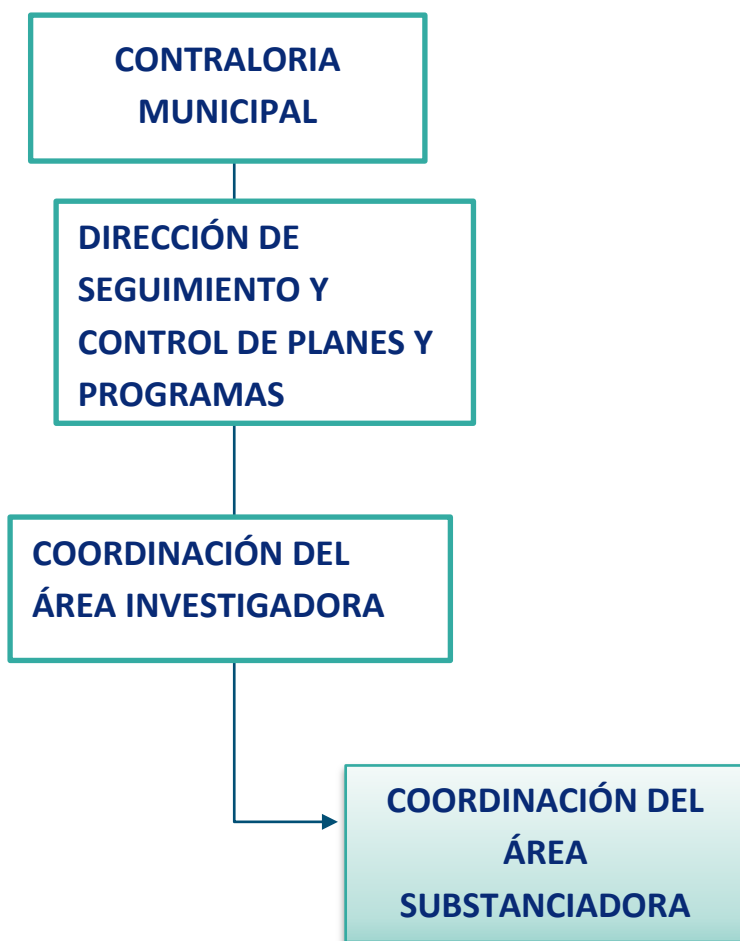 CONTRALORIA
MUNICIPAL
DIRECCIÓN DE
SEGUIMIENTO Y
CONTROL DE PLANES Y
PROGRAMAS
COORDINACIÓN DEL
ÁREA INVESTIGADORA
COORDINACIÓN DEL
ÁREA
SUBSTANCIADORA